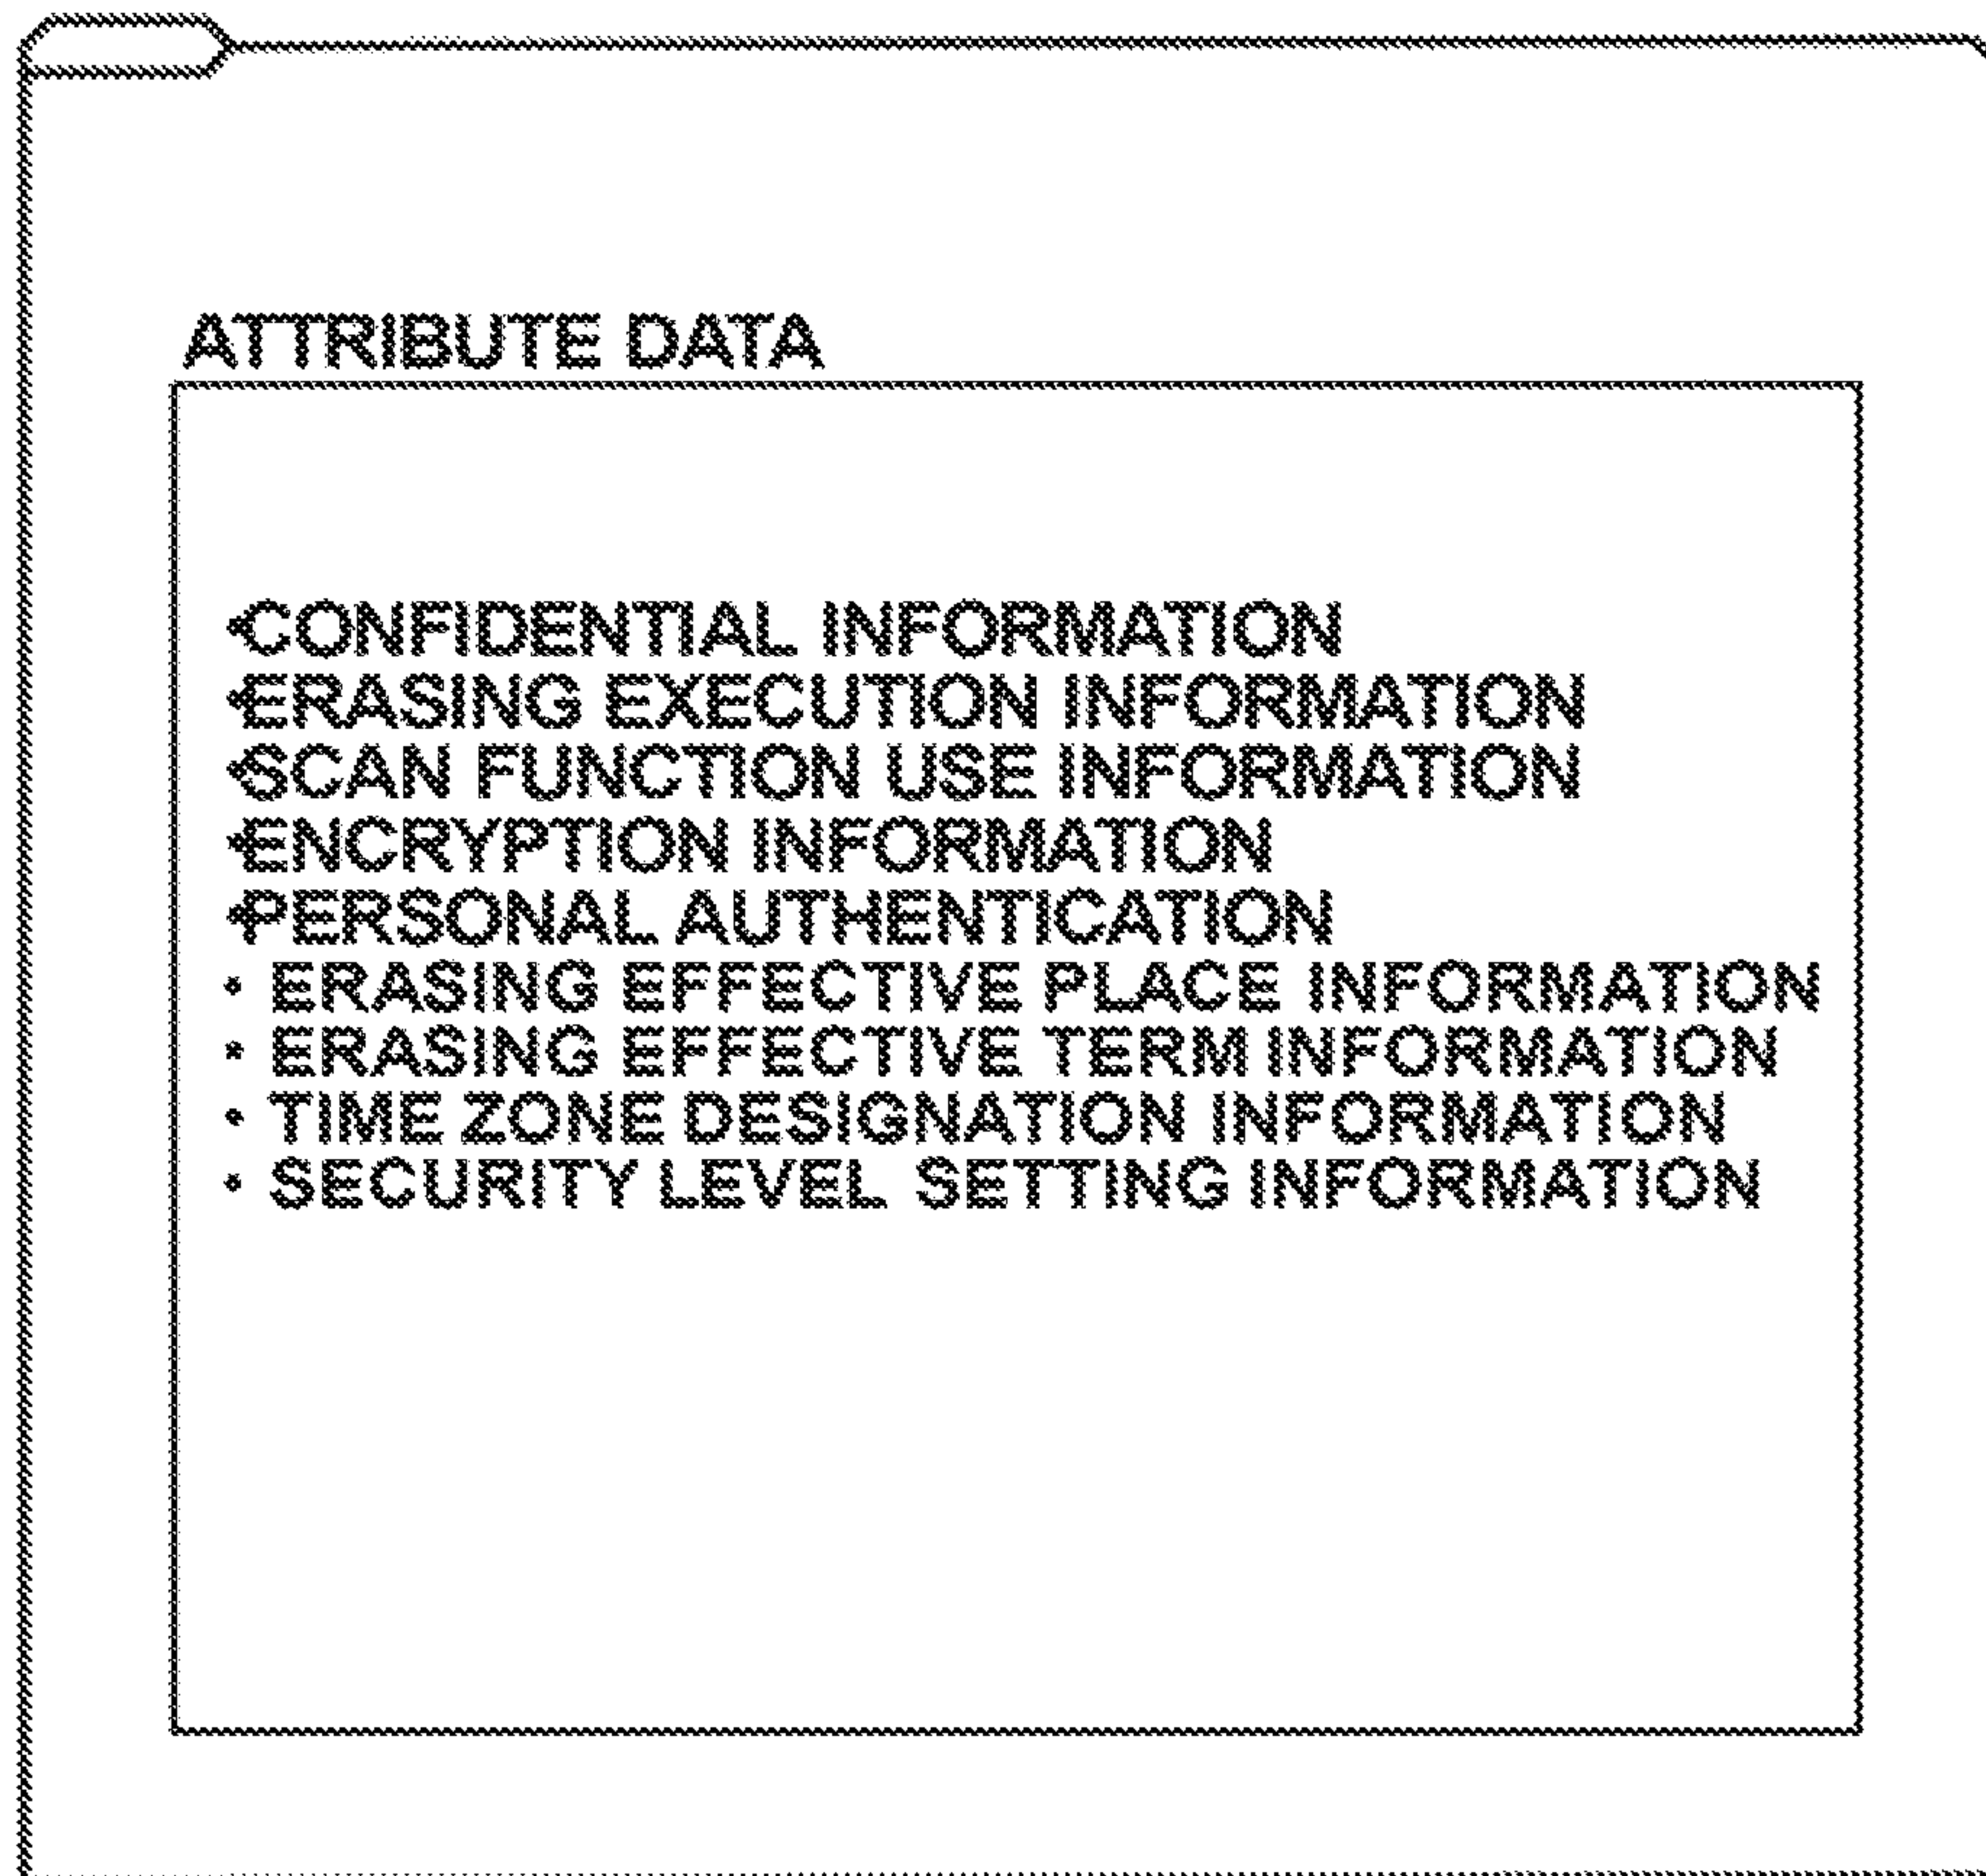 ATTRIBUTE DATA
・CONFIDENTIAL INFORMATION
・ERASING EXECUTION INFORMATION
・SCAN FUNCTION USE INFORMATION
・ENCRYPTION INFORMATION
・PERSONAL AUTHENTICATION
・ERASING EFFECTIVE PLACE INFORMATION
・ERASING EFFECTIVE TERM INFORMATION
・TIME ZONE DESIGNATION INFORMATION
・SECURITY LEVEL SETTING INFORMATION